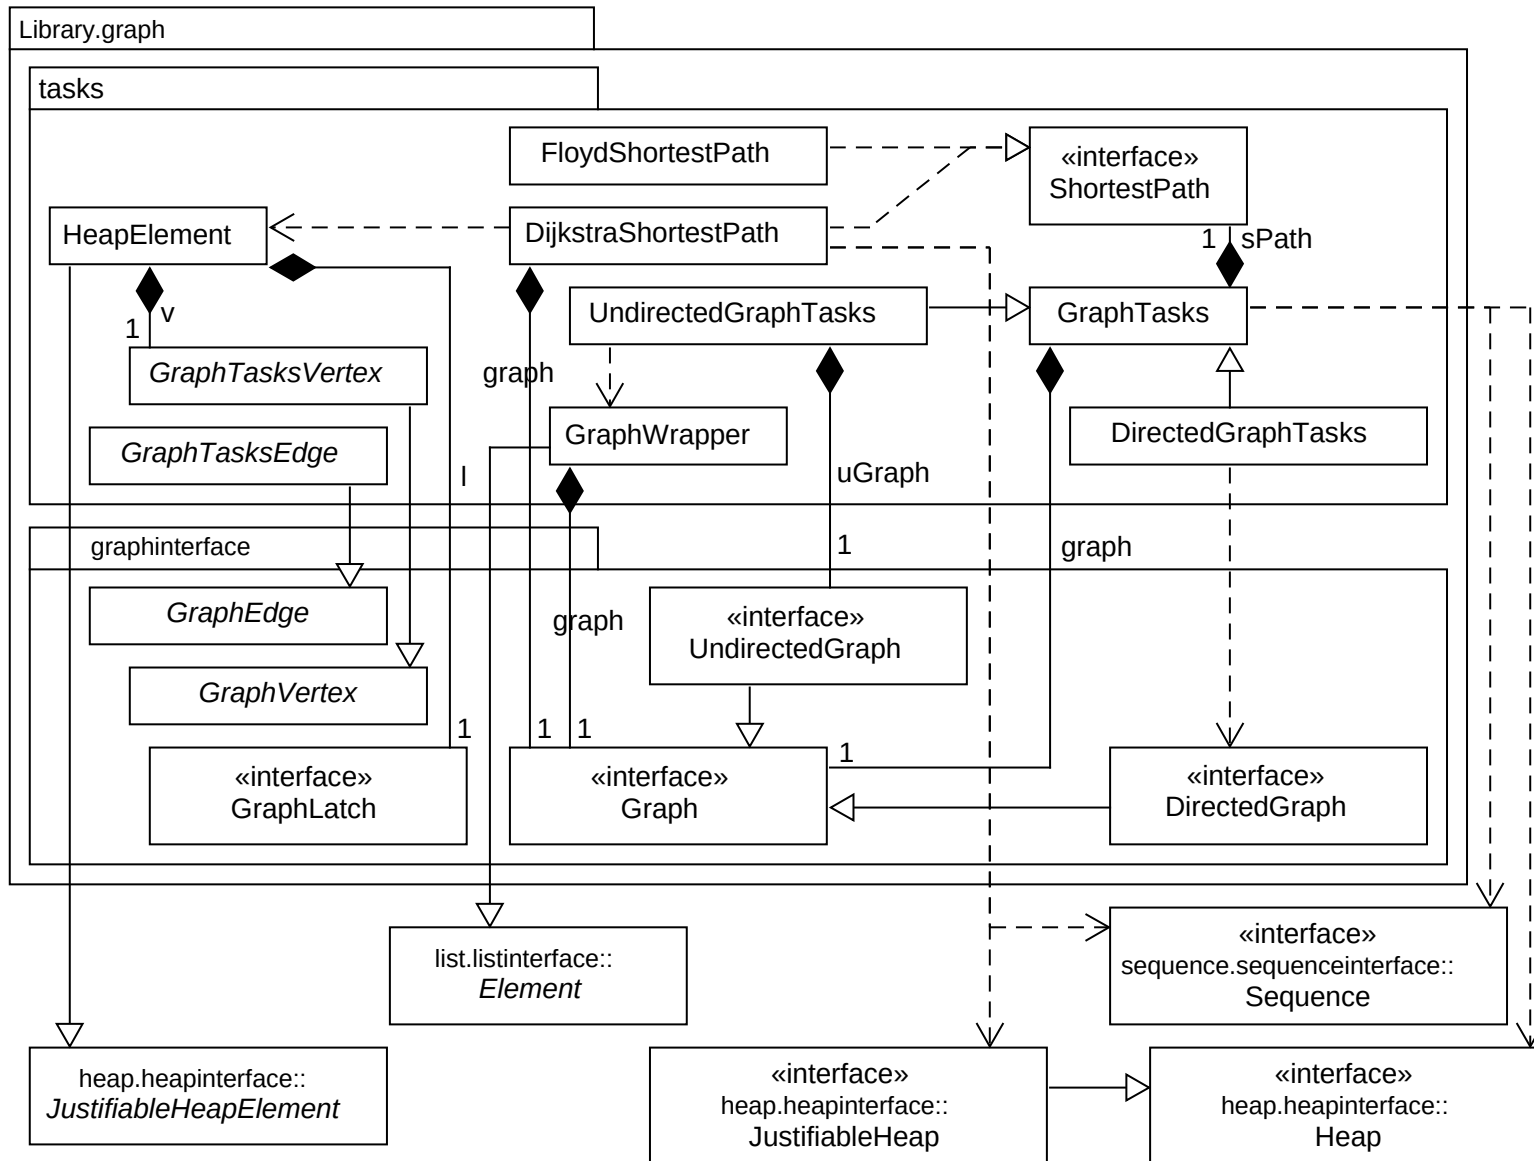 Library.graph
tasks
FloydShortestPath
«interface»
ShortestPath
HeapElement
DijkstraShortestPath
1 sPath
v
1
UndirectedGraphTasks
GraphTasks
GraphTasksVertex
graph
GraphWrapper
DirectedGraphTasks
GraphTasksEdge
l
uGraph
graphinterface
1
graph
GraphEdge
graph
«interface»
UndirectedGraph
GraphVertex
1
1
1
1
«interface»
GraphLatch
«interface»
Graph
«interface»
DirectedGraph
list.listinterface::
Element
«interface»
sequence.sequenceinterface::
Sequence
heap.heapinterface::
JustifiableHeapElement
«interface»
heap.heapinterface::
JustifiableHeap
«interface»
heap.heapinterface::
Heap